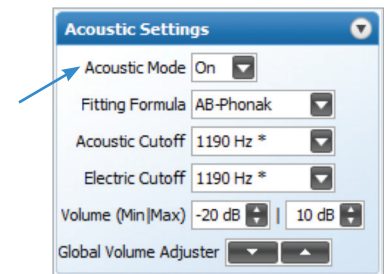 Acoustic Settings
Acoustic Mode On
Fitting Formula AB-Phonak
Acoustic Cutoff 1190 Hz *
Electric Cutoff 1190 Hz *
Volume (Min|Max) -20 dB | 10 dB
Global Volume Adjuster